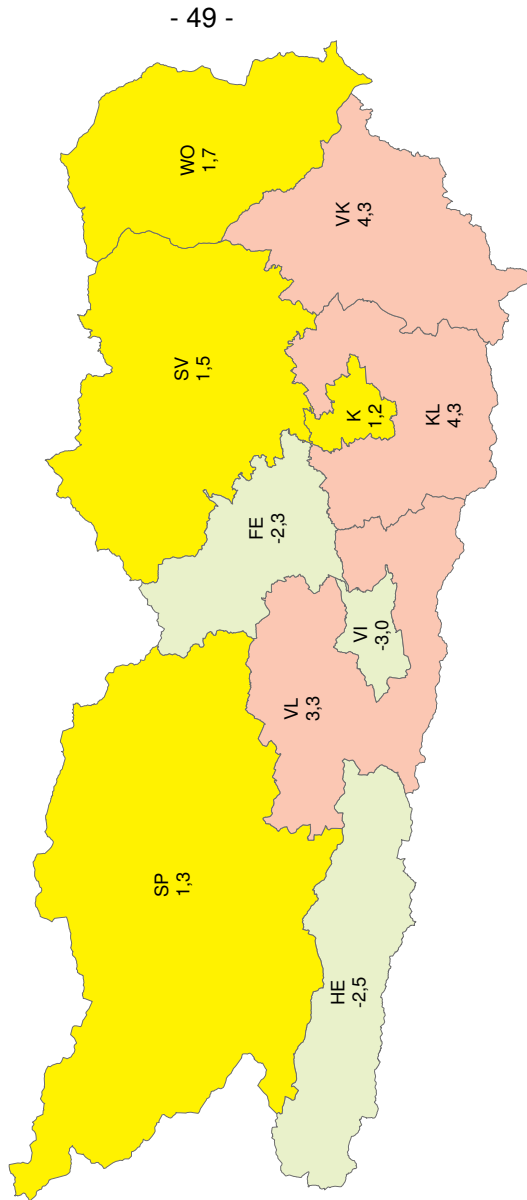 - 49 -
WO
1,7
VK
4,3
SV
1,5
K
1,2
KL
4,3
FE
-2,3
VI
-3,0
VL
3,3
SP
1,3
HE
-2,5